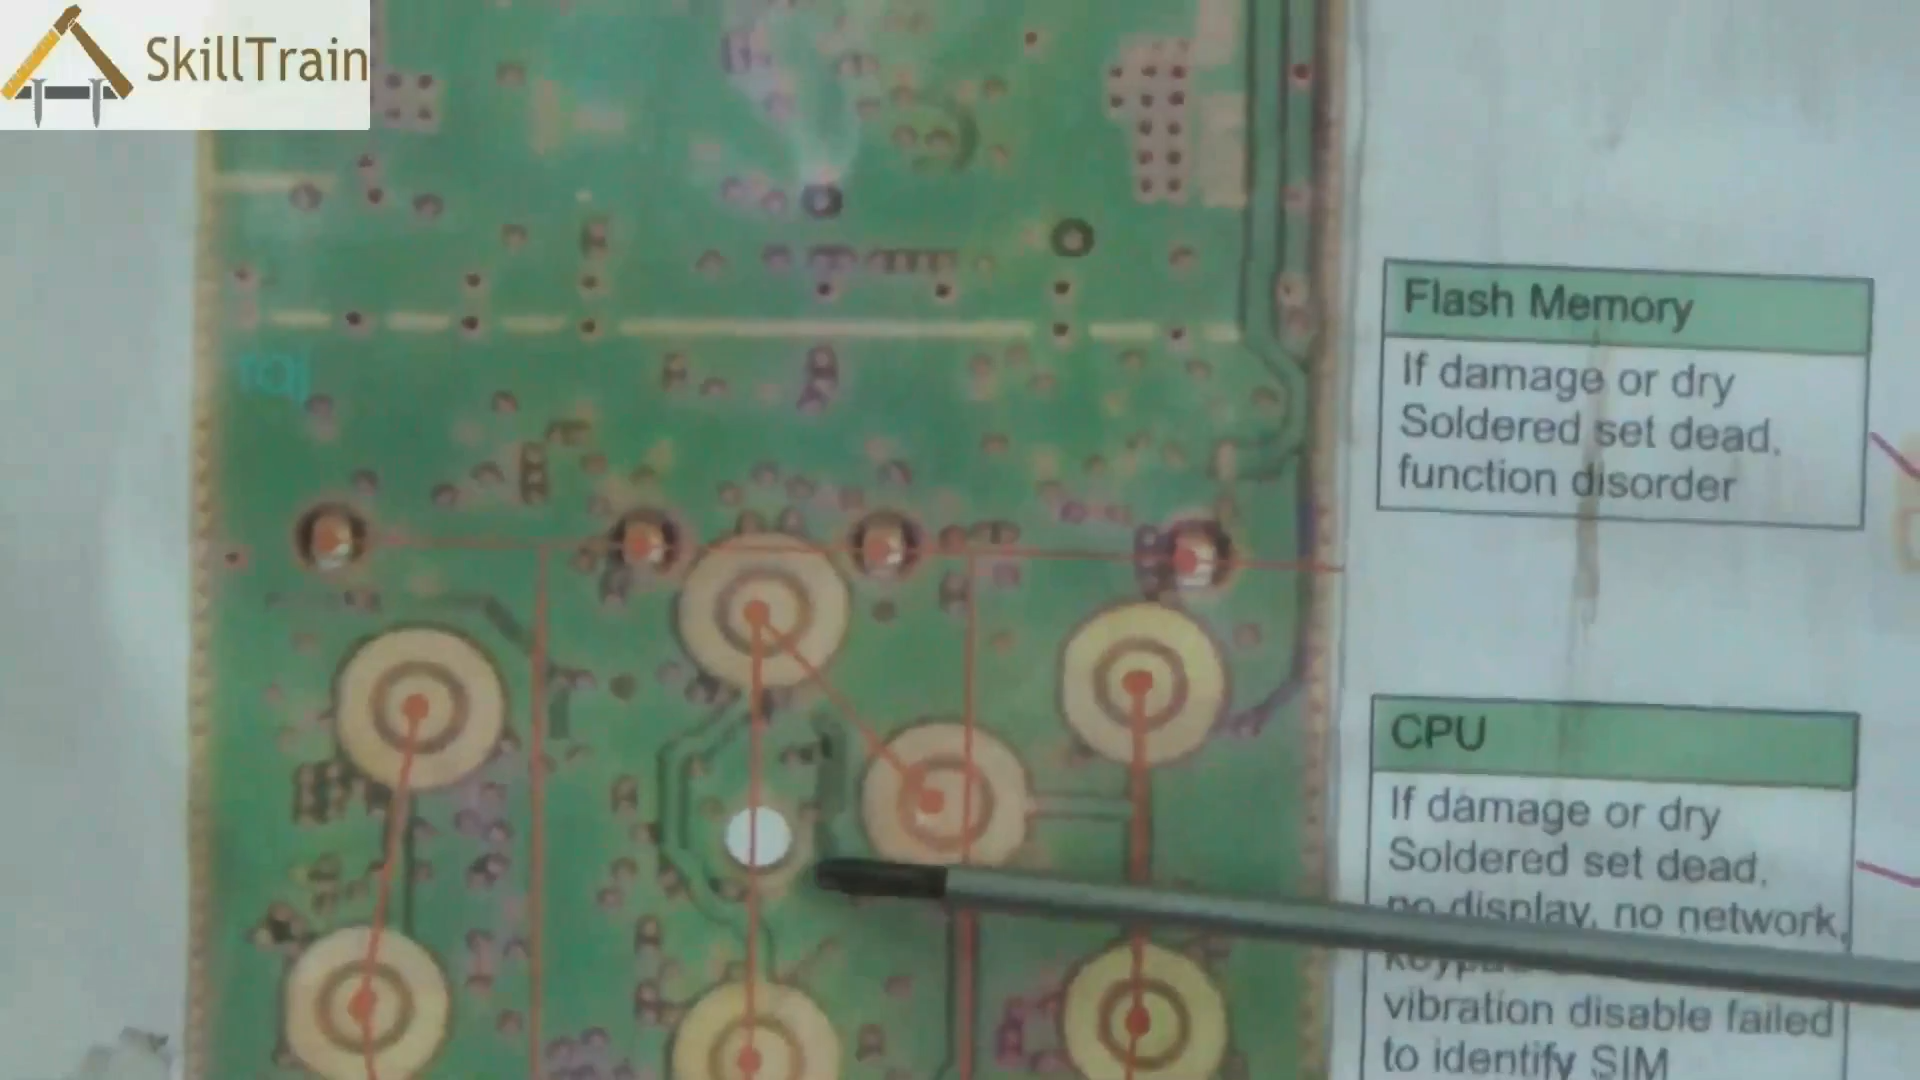 SkillTrain
raj
Flash Memory
If damage or dry
Soldered set dead.
function disorder
CPU
If damage or dry
Soldered set dead.
no display, no network,
vibration disable failed
to identify SIM